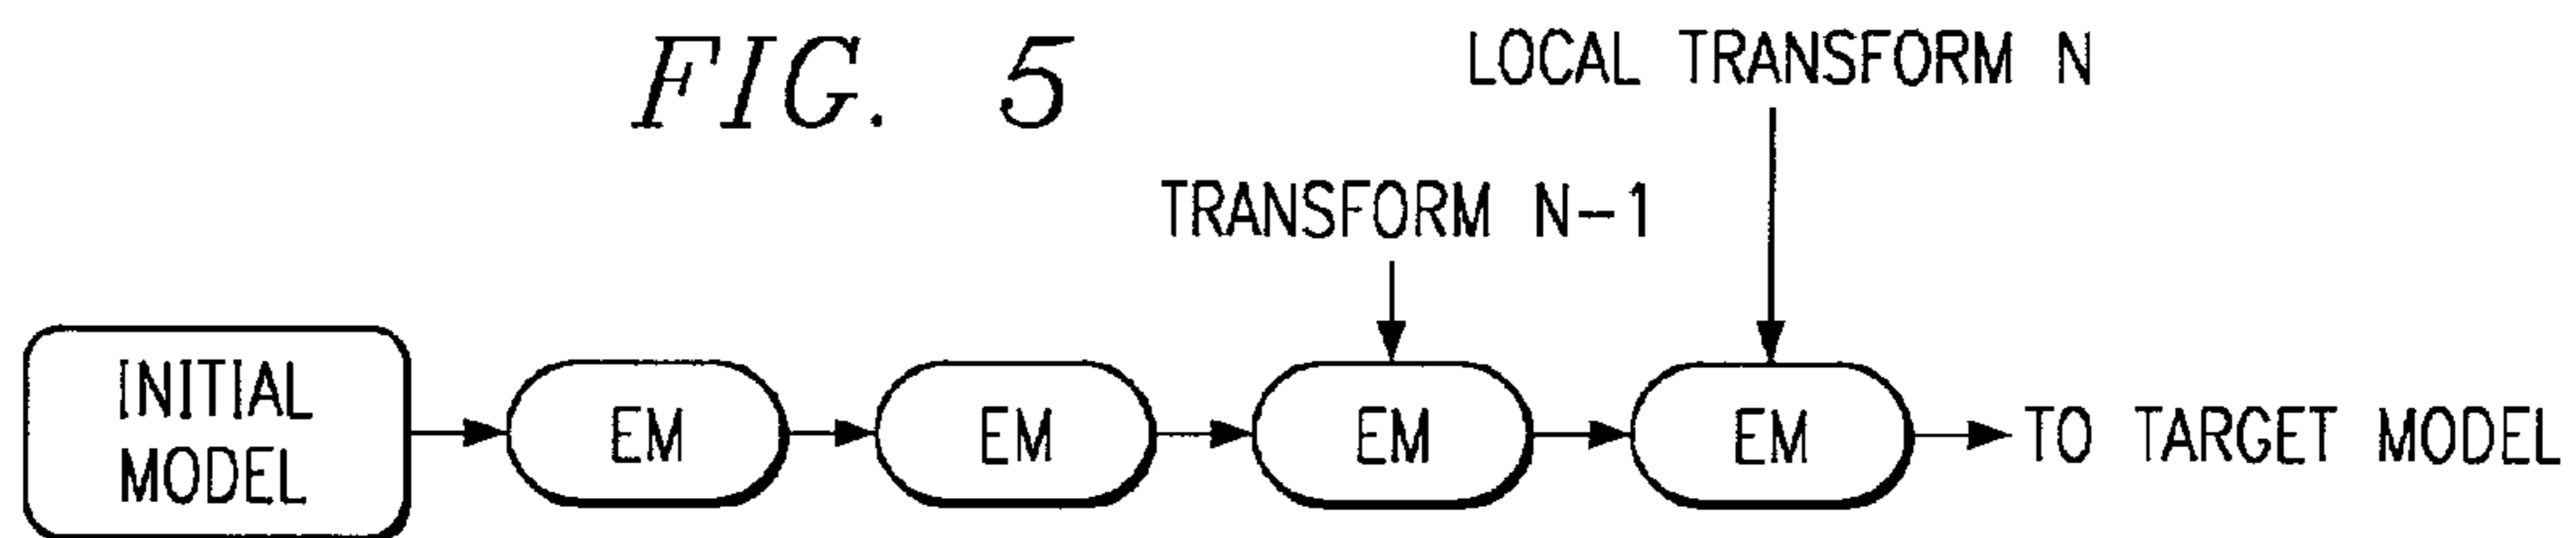 FIG. 5
LOCAL TRANSFORM N
TRANSFORM N-1
INITIAL
MODEL
EM
EM
EM
EM
TO TARGET MODEL